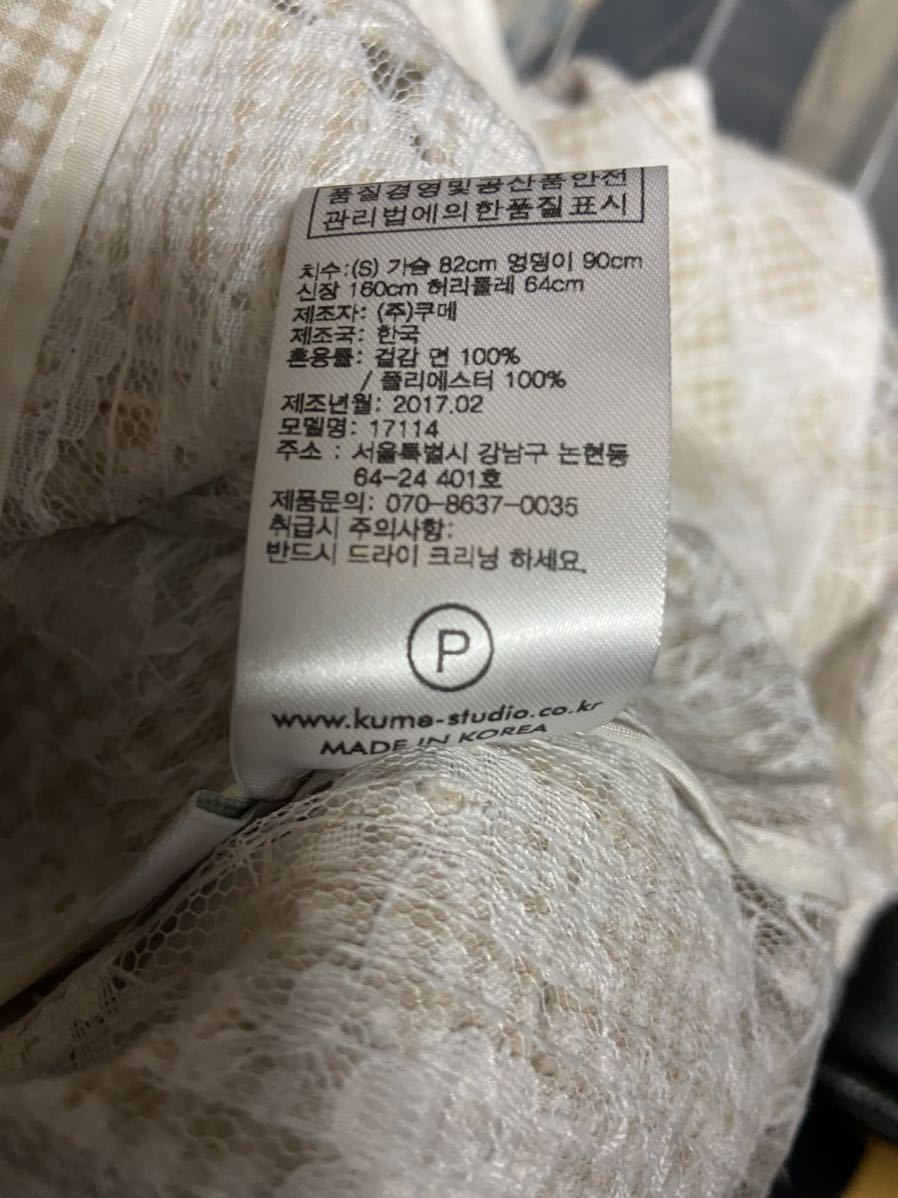 품질경영및공산품안전
관리법에의한품질표시
치수:(S) 가슴 82cm 엉덩이 90cm
신장 160cm 허리둘레 64cm
제조자: (주)쿠메
제조국: 한국
혼용률: 겉감 면 100%
/ 폴리에스터 100%
제조년월: 2017.02
모델명: 17114
주소 : 서울특별시 강남구 논현동
64-24 401호
제품문의: 070-8637-0035
취급시 주의사항:
반드시 드라이 크리닝 하세요.
P
www.kume-studio.co.kr
MADE IN KOREA